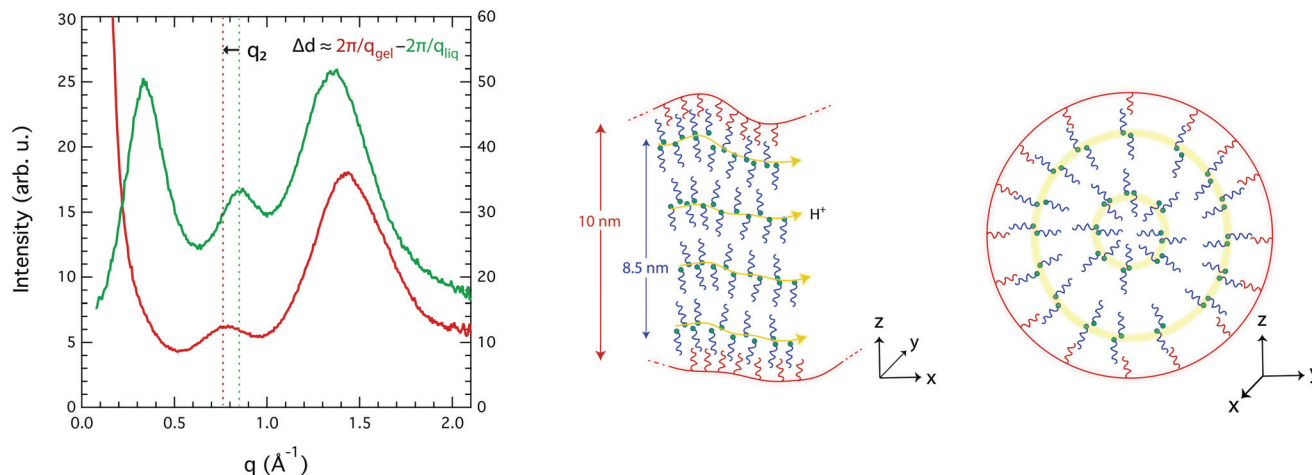 30
25
20
15
10
5
0
Intensity (arb. u.)
60
50
40
30
20
10
0
0.0 0.5 1.0 1.5 2.0
q (Å⁻¹)
q₂
Δd ≈ 2π/q_gel–2π/q_liq
10 nm
8.5 nm
H⁺
z
y
x
z
y
x